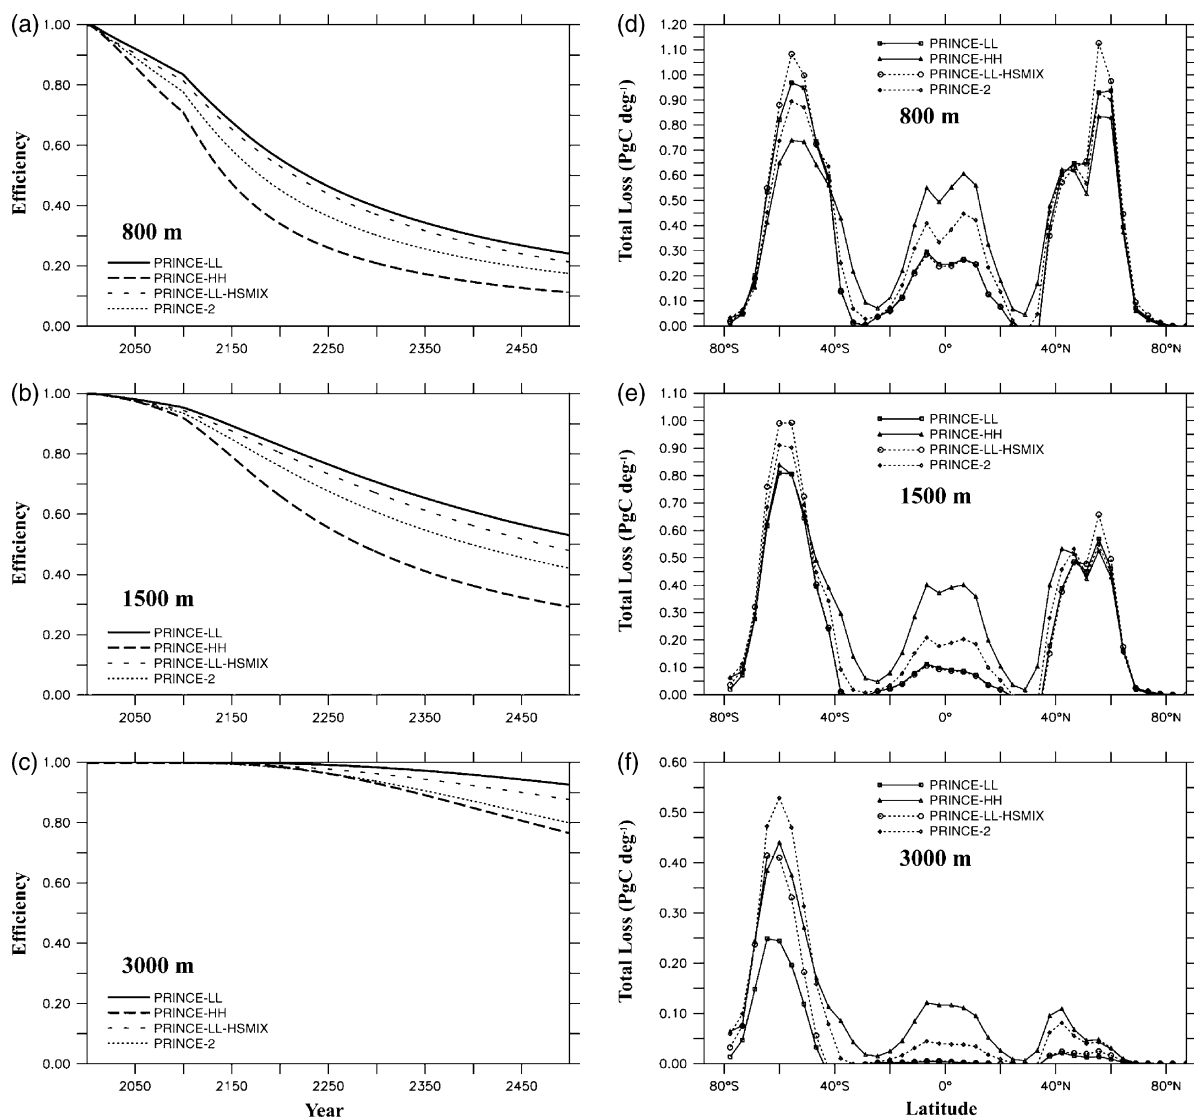 (a)
1.00
0.80
0.60
0.40
0.20
0.00
Efficiency
800 m
PRINCE-LL
PRINCE-HH
PRINCE-LL-HSMIX
PRINCE-2
2050 2150 2250 2350 2450
(b)
1.00
0.80
0.60
0.40
0.20
0.00
Efficiency
1500 m
PRINCE-LL
PRINCE-HH
PRINCE-LL-HSMIX
PRINCE-2
2050 2150 2250 2350 2450
(c)
1.00
0.80
0.60
0.40
0.20
0.00
Efficiency
3000 m
PRINCE-LL
PRINCE-HH
PRINCE-LL-HSMIX
PRINCE-2
2050 2150 2250 2350 2450
Year
(d)
1.20
1.10
1.00
0.90
0.80
0.70
0.60
0.50
0.40
0.30
0.20
0.10
0.00
Total Loss (PgC deg⁻¹)
PRINCE-LL
PRINCE-HH
PRINCE-LL-HSMIX
PRINCE-2
800 m
80°S 40°S 0° 40°N 80°N
(e)
1.10
1.00
0.90
0.80
0.70
0.60
0.50
0.40
0.30
0.20
0.10
0.00
Total Loss (PgC deg⁻¹)
PRINCE-LL
PRINCE-HH
PRINCE-LL-HSMIX
PRINCE-2
1500 m
80°S 40°S 0° 40°N 80°N
(f)
0.60
0.50
0.40
0.30
0.20
0.10
0.00
Total Loss (PgC deg⁻¹)
PRINCE-LL
PRINCE-HH
PRINCE-LL-HSMIX
PRINCE-2
3000 m
80°S 40°S 0° 40°N 80°N
Latitude